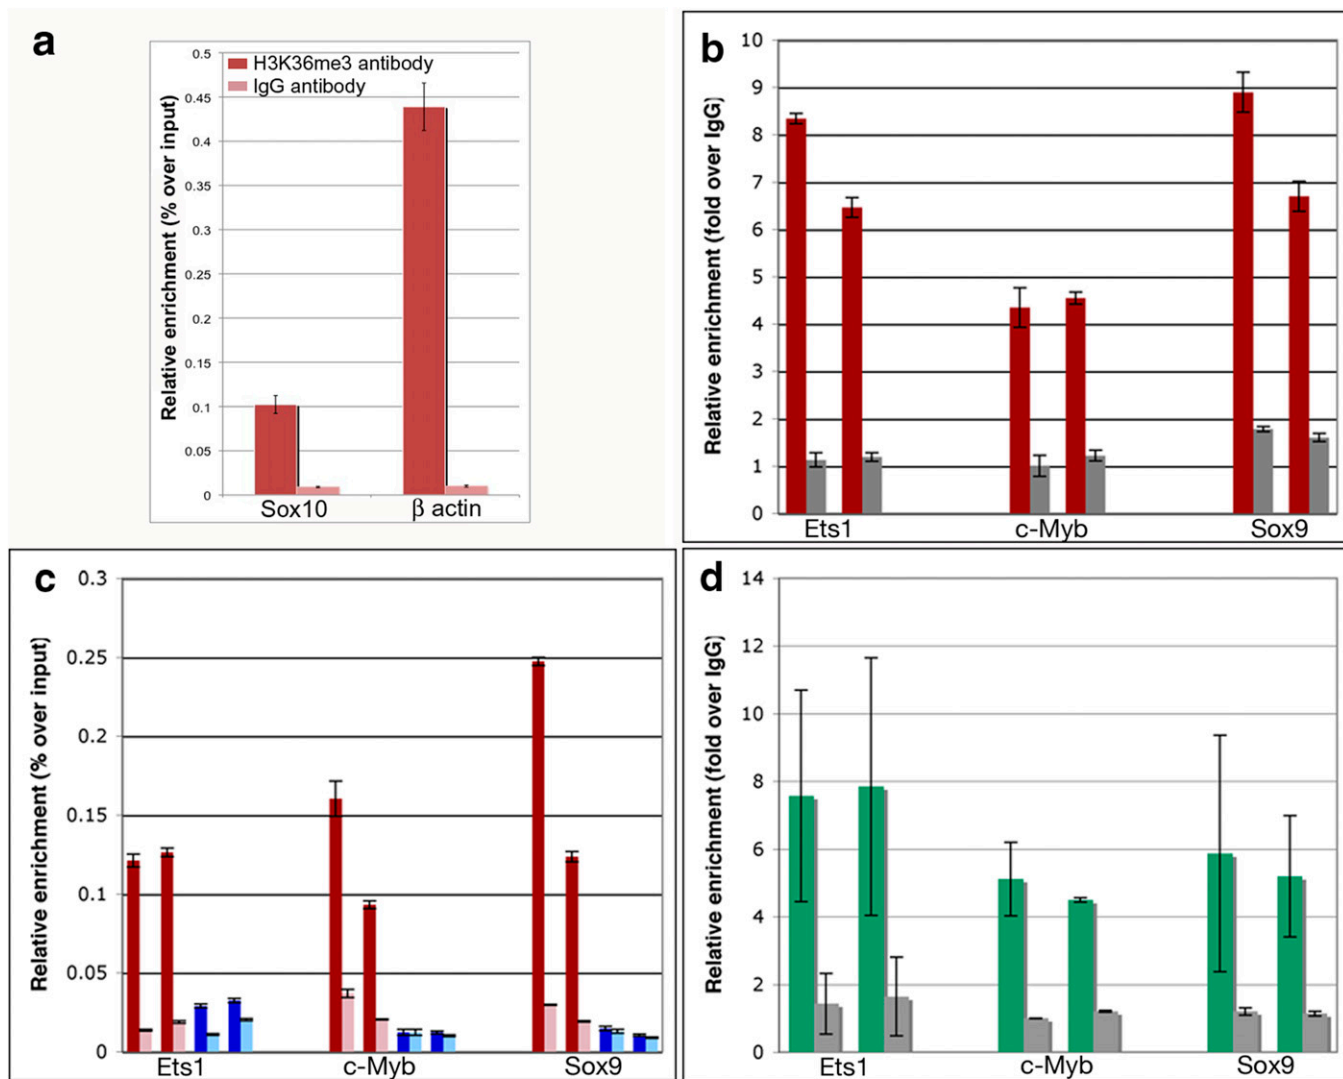 a
H3K36me3 antibody
IgG antibody
Relative enrichment (% over input)
0.5
0.45
0.4
0.35
0.3
0.25
0.2
0.15
0.1
0.05
0
Sox10
β actin
b
Relative enrichment (fold over IgG)
10
9
8
7
6
5
4
3
2
1
0
Ets1
c-Myb
Sox9
c
Relative enrichment (% over input)
0.3
0.25
0.2
0.15
0.1
0.05
0
Ets1
c-Myb
Sox9
d
Relative enrichment (fold over IgG)
14
12
10
8
6
4
2
0
Ets1
c-Myb
Sox9